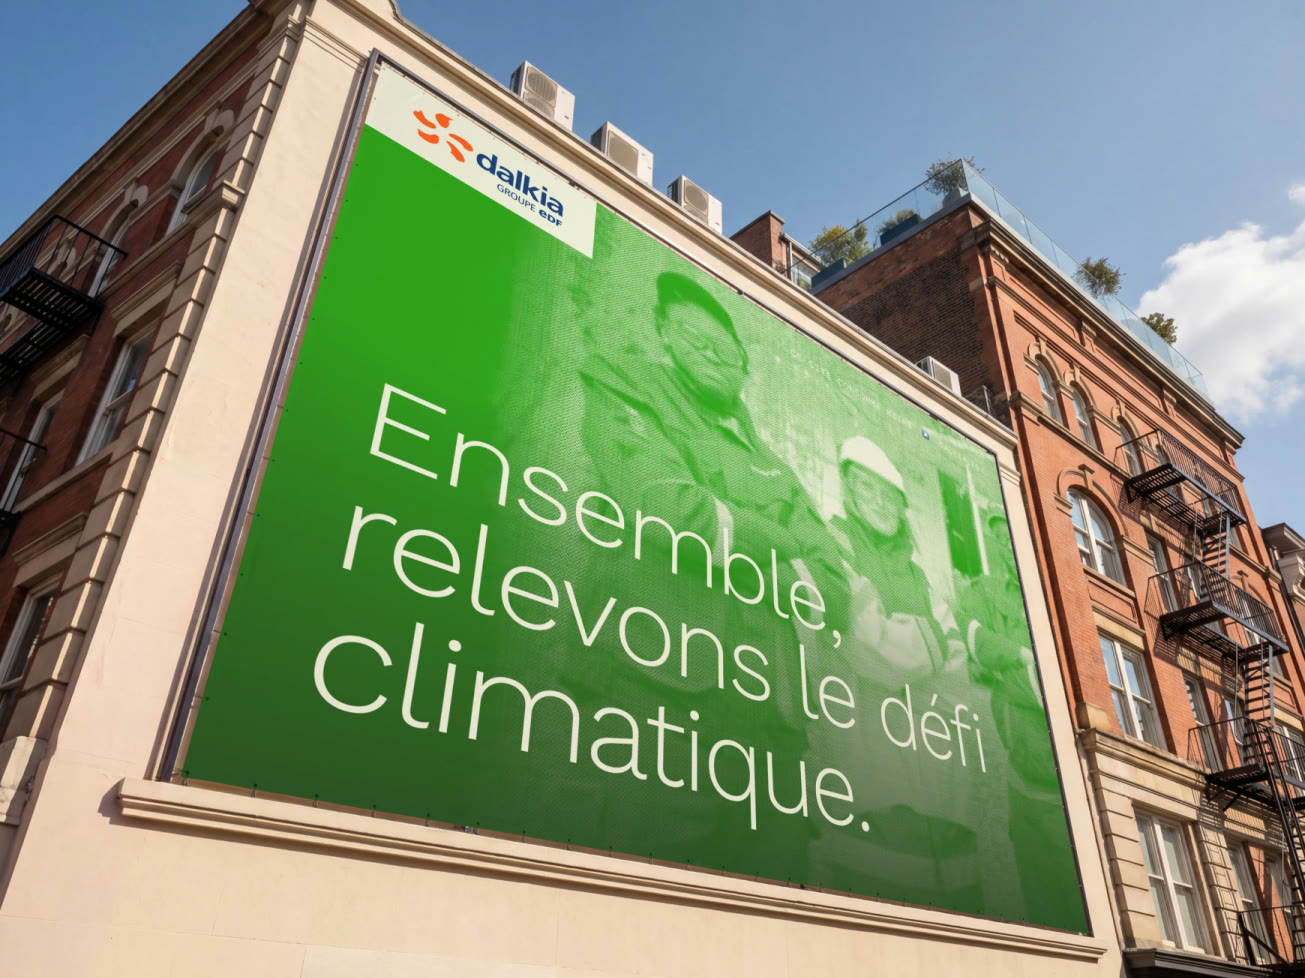 dalkia
GROUPE eDF
Ensemble,
relevons le défi
climatique.